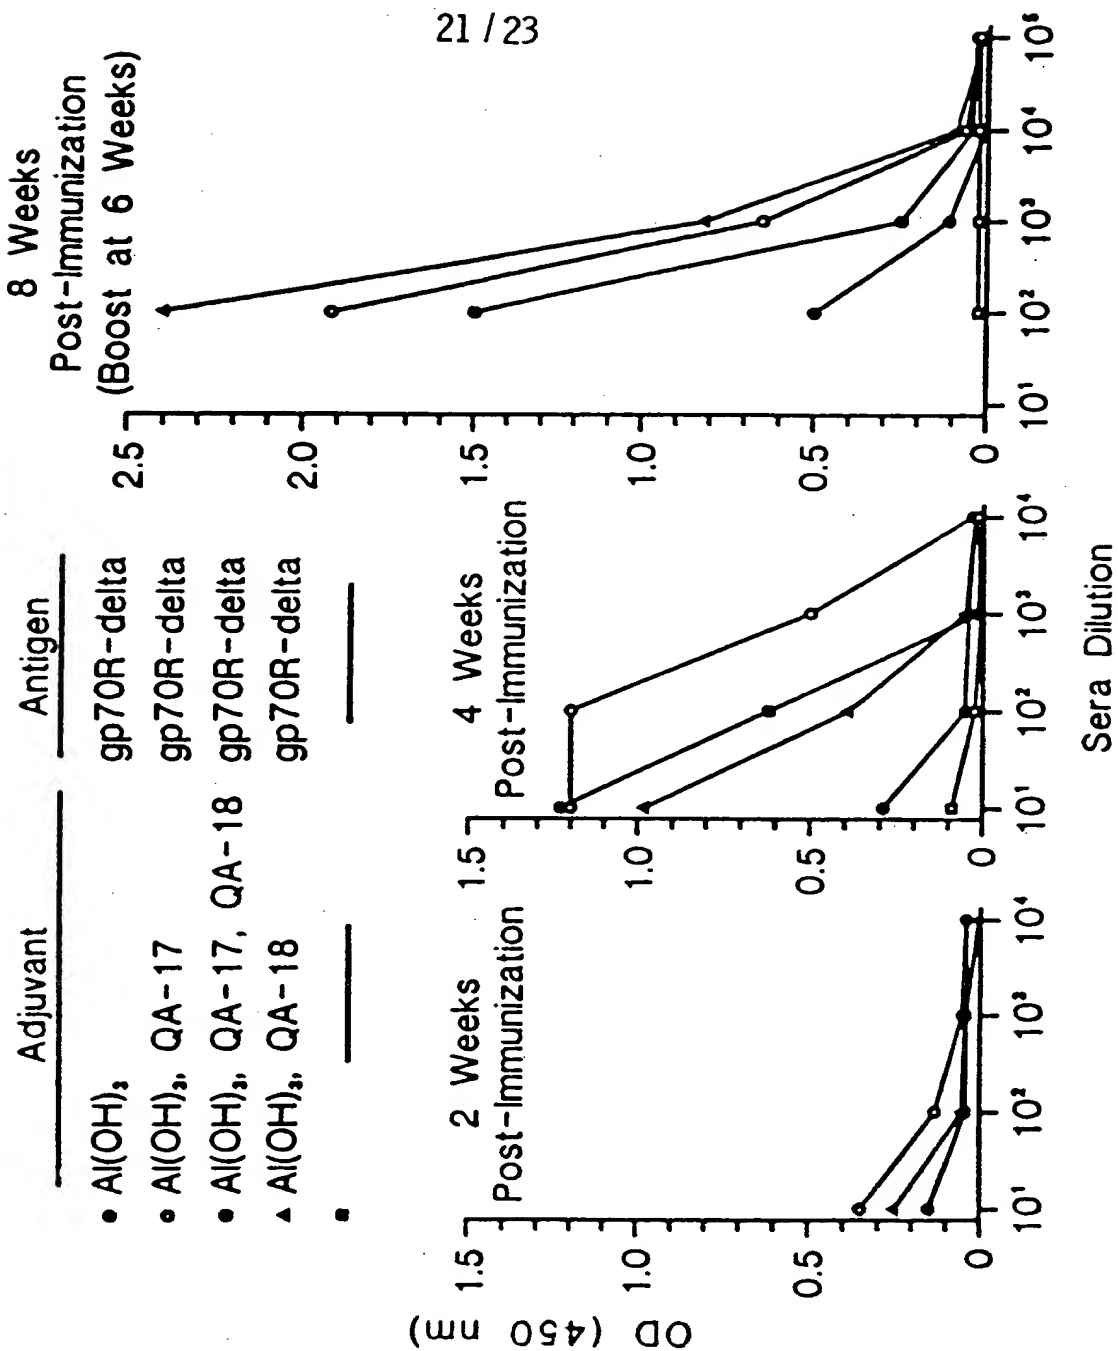 21 / 23
Adjuvant Antigen
Al(OH)₃ gp70R-delta
Al(OH)₃, QA-17 gp70R-delta
Al(OH)₃, QA-17, QA-18 gp70R-delta
Al(OH)₃, QA-18 gp70R-delta
2 Weeks
Post-Immunization
1.5
1.0
0.5
0
10¹ 10² 10³ 10⁴
OD (450 nm)
4 Weeks
Post-Immunization
1.5
1.0
0.5
0
10¹ 10² 10³ 10⁴
Sera Dilution
8 Weeks
Post-Immunization
(Boost at 6 Weeks)
2.5
2.0
1.5
1.0
0.5
0
10¹ 10² 10³ 10⁴ 10⁵